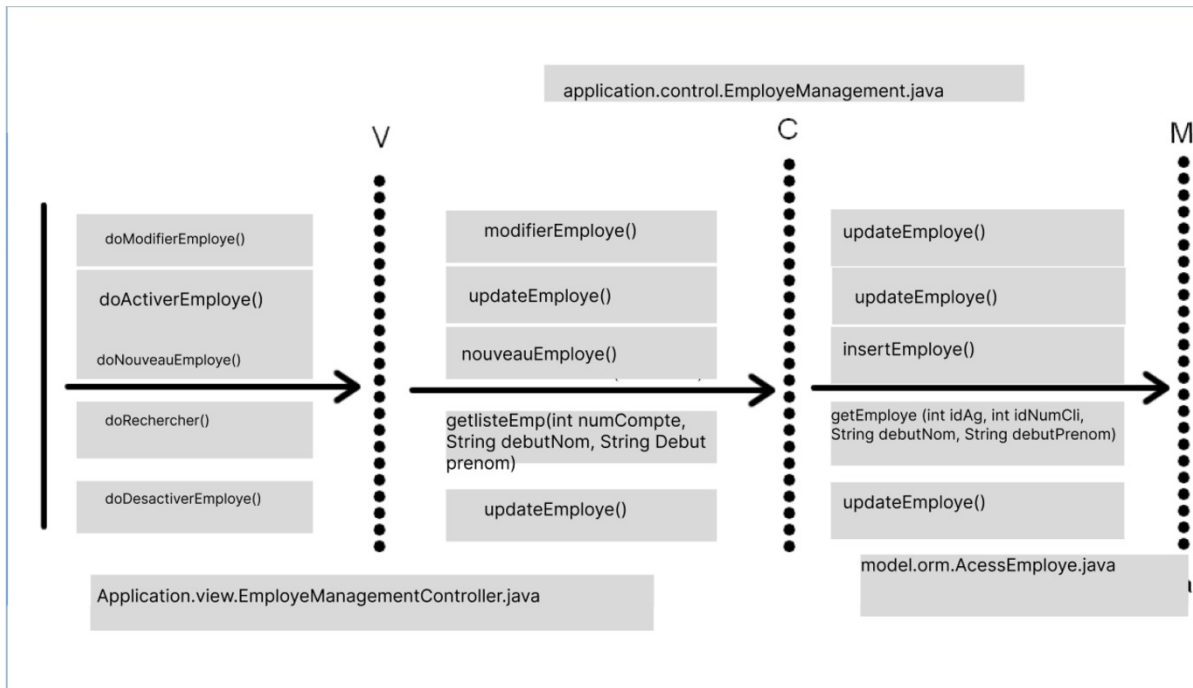 application.control.EmployeManagement.java
V
C
M
doModifierEmploye()
modifierEmploye()
updateEmploye()
doActiverEmploye()
updateEmploye()
updateEmploye()
doNouveauEmploye()
nouveauEmploye()
insertEmploye()
doRechercher()
getlisteEmp(int numCompte,
String debutNom, String Debut
prenom)
getEmploye (int idAg, int idNumCli,
String debutNom, String debutPrenom)
doDesactiverEmploye()
updateEmploye()
updateEmploye()
Application.view.EmployeManagementController.java
model.orm.AcessEmploye.java